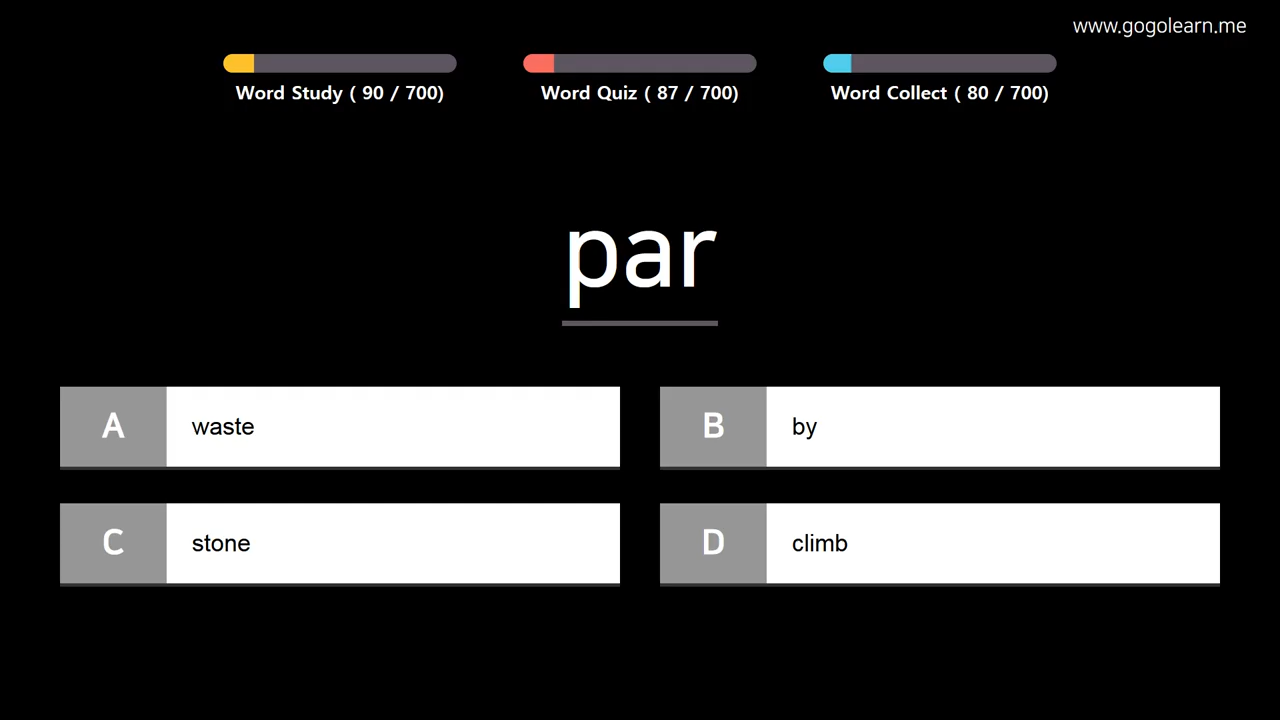 www.gogolearn.me
Word Study ( 90 / 700)
Word Quiz ( 87 / 700)
Word Collect ( 80 / 700)
par
A waste
B by
C stone
D climb